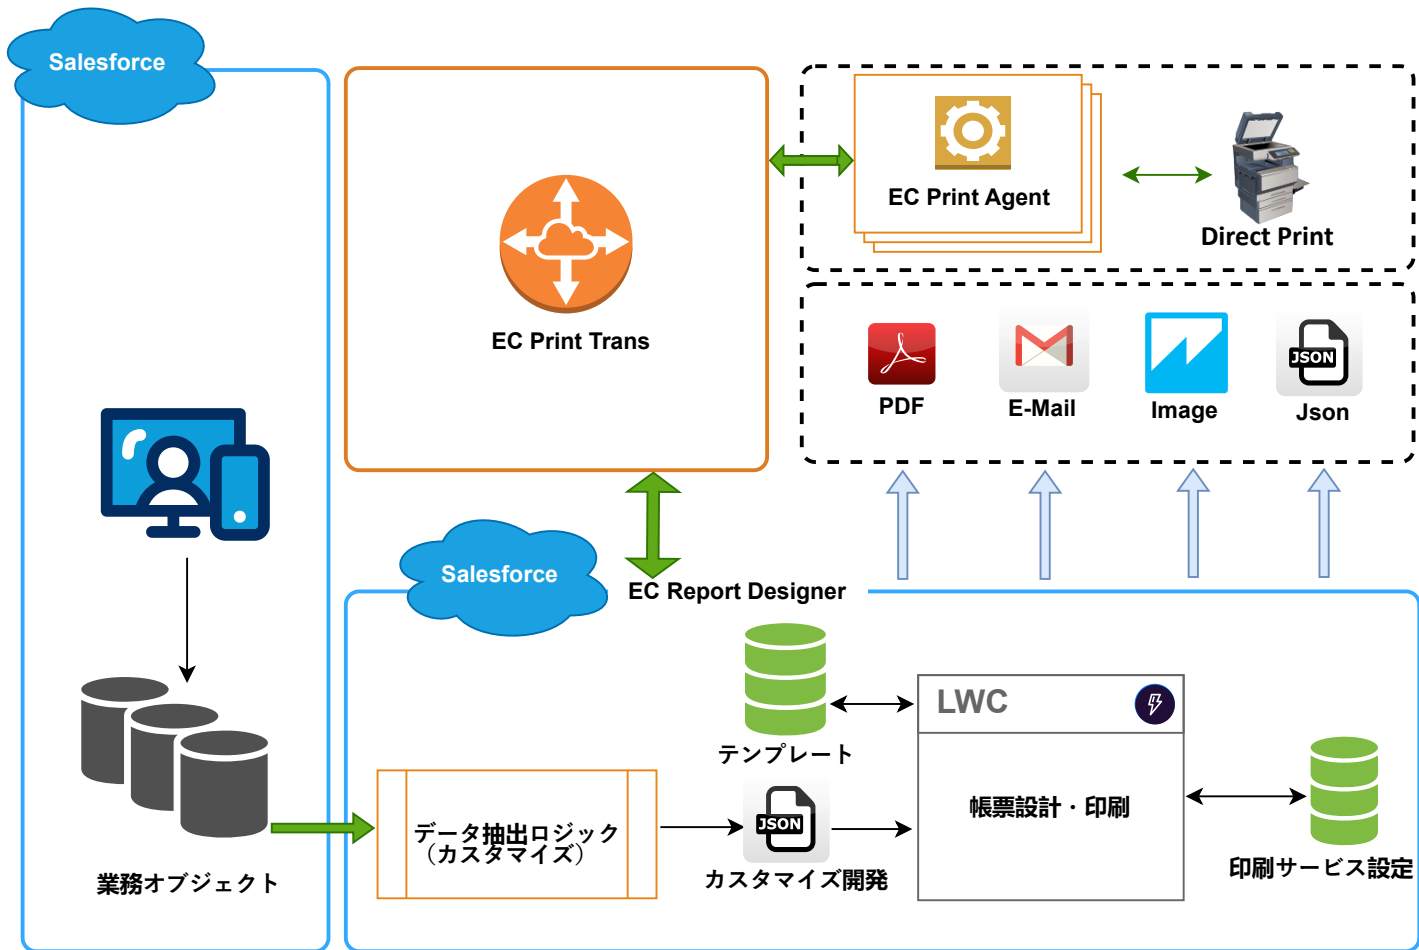 Salesforce
EC Print Trans
EC Print Agent
Direct Print
PDF
E-Mail
Image
JSON
Json
Salesforce
EC Report Designer
LWC
テンプレート
帳票設計・印刷
JSON
データ抽出ロジック
（カスタマイズ）
カスタマイズ開発
印刷サービス設定
業務オブジェクト